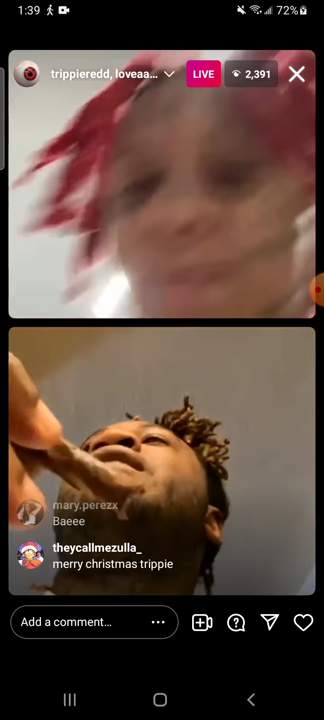 1:39
72%
trippieredd, loveaa...
LIVE
2,391
mary.perezx
Baeee
theycallmezulla_
merry christmas trippie
Add a comment...